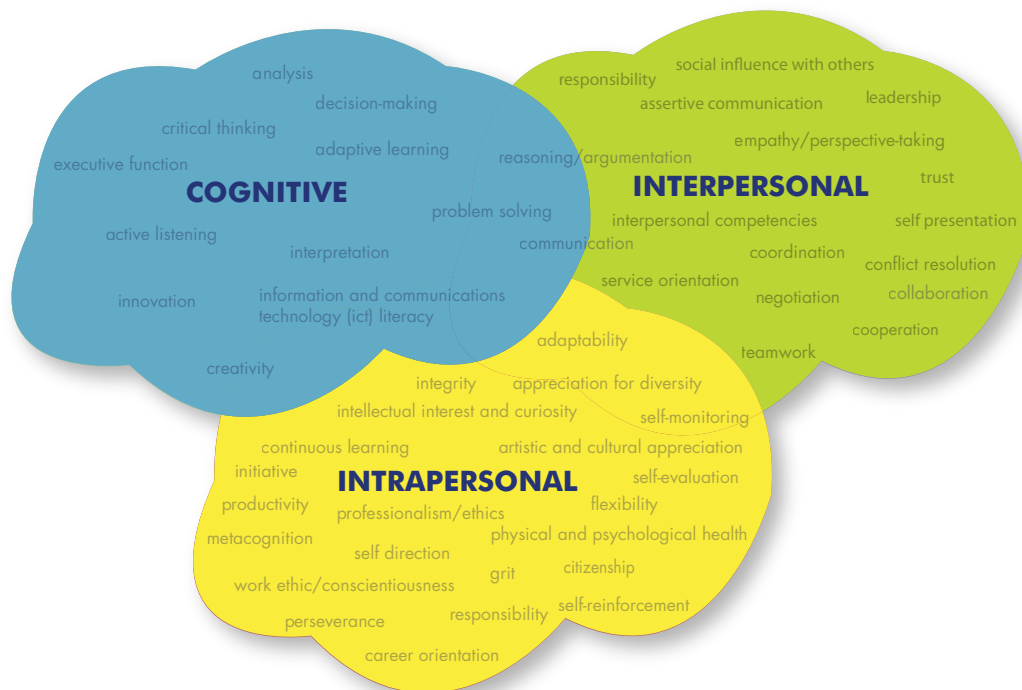 analysis
decision-making
critical thinking
adaptive learning
executive function
COGNITIVE
problem solving
active listening
interpretation
innovation
information and communications
technology (ict) literacy
creativity
reasoning/argumentation
communication
social influence with others
responsibility
assertive communication
leadership
empathy/perspective-taking
trust
INTERPERSONAL
interpersonal competencies
self presentation
coordination
conflict resolution
service orientation
negotiation
collaboration
cooperation
teamwork
adaptability
integrity
appreciation for diversity
intellectual interest and curiosity
self-monitoring
continuous learning
artistic and cultural appreciation
initiative
INTRAPERSONAL
self-evaluation
productivity
professionalism/ethics
flexibility
metacognition
physical and psychological health
self direction
grit
citizenship
work ethic/conscientiousness
responsibility
self-reinforcement
perseverance
career orientation